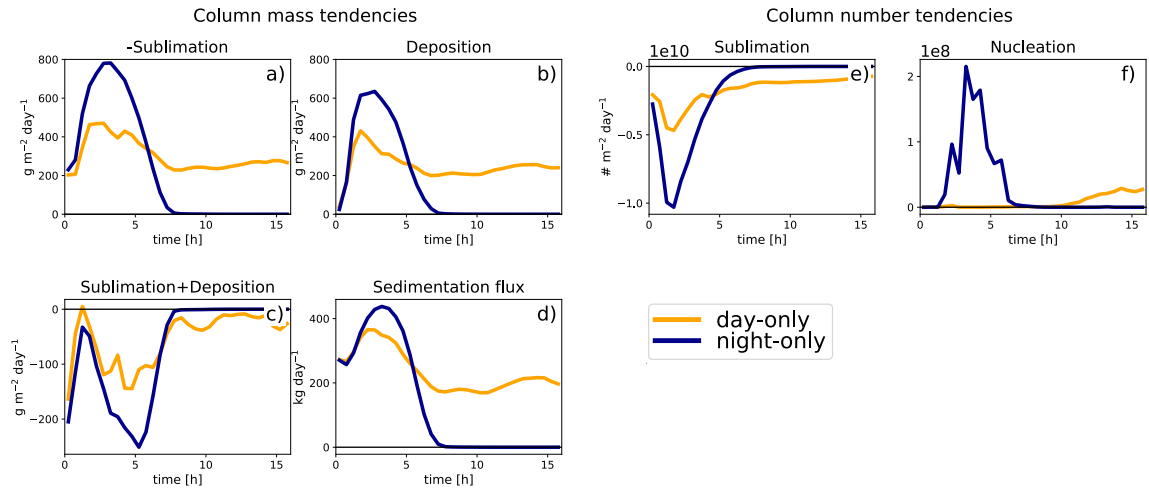 Column mass tendencies
Column number tendencies
-Sublimation
Deposition
1e10
Sublimation
1e8
Nucleation
a)
b)
e)
f)
800
600
400
200
0
g m⁻² day⁻¹
0
5
10
15
time [h]
800
600
400
200
0
g m⁻² day⁻¹
0
5
10
15
time [h]
0.0
−0.5
−1.0
# m⁻² day⁻¹
0
5
10
15
time [h]
2
1
0
0
5
10
15
time [h]
Sublimation+Deposition
Sedimentation flux
c)
d)
0
−100
−200
g m⁻² day⁻¹
0
5
10
15
time [h]
400
200
0
kg day⁻¹
0
5
10
15
time [h]
day-only
night-only